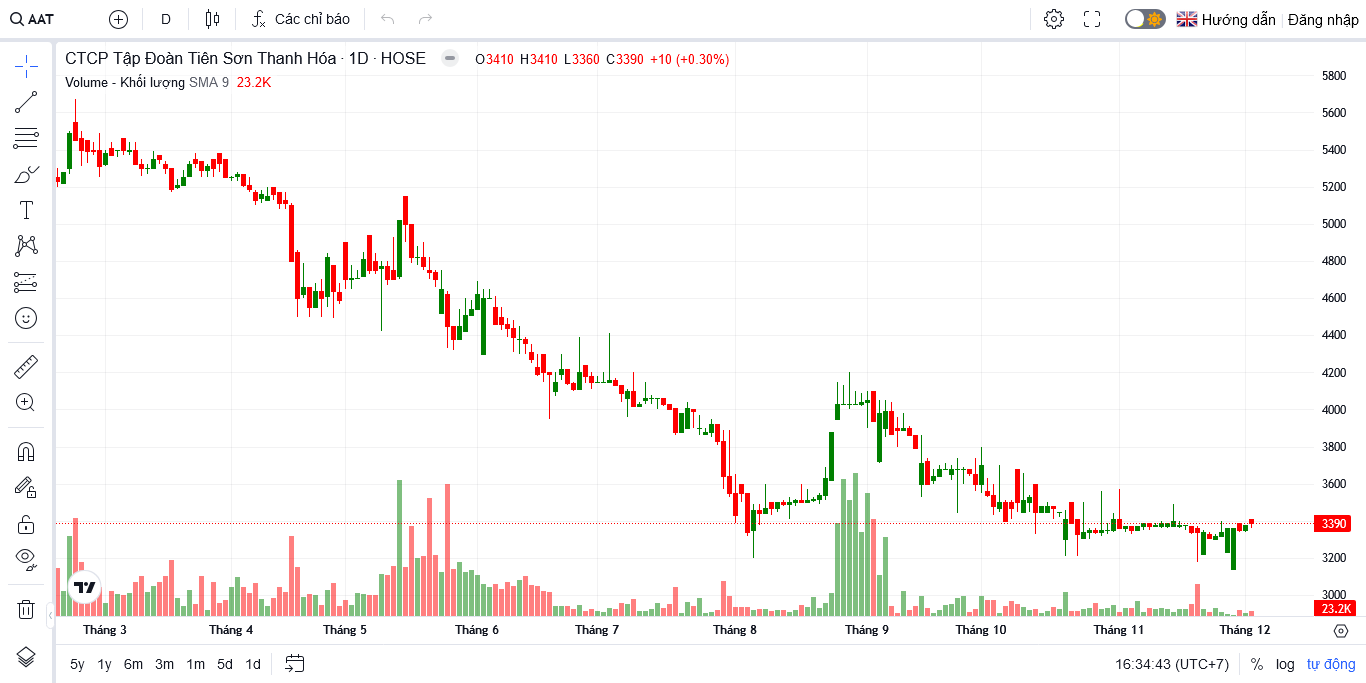 AAT D Các chỉ báo Hướng dẫn Đăng nhập
CTCP Tập Đoàn Tiên Sơn Thanh Hóa · 1D · HOSE O3410 H3410 L3360 C3390 +10 (+0.30%)
Volume - Khối lượng SMA 9 23.2K
5800
5600
5400
5200
5000
4800
4600
4400
4200
4000
3800
3600
3390
3200
3000
23.2K
Tháng 3 Tháng 4 Tháng 5 Tháng 6 Tháng 7 Tháng 8 Tháng 9 Tháng 10 Tháng 11 Tháng 12
5y 1y 6m 3m 1m 5d 1d 16:34:43 (UTC+7) % log tự động